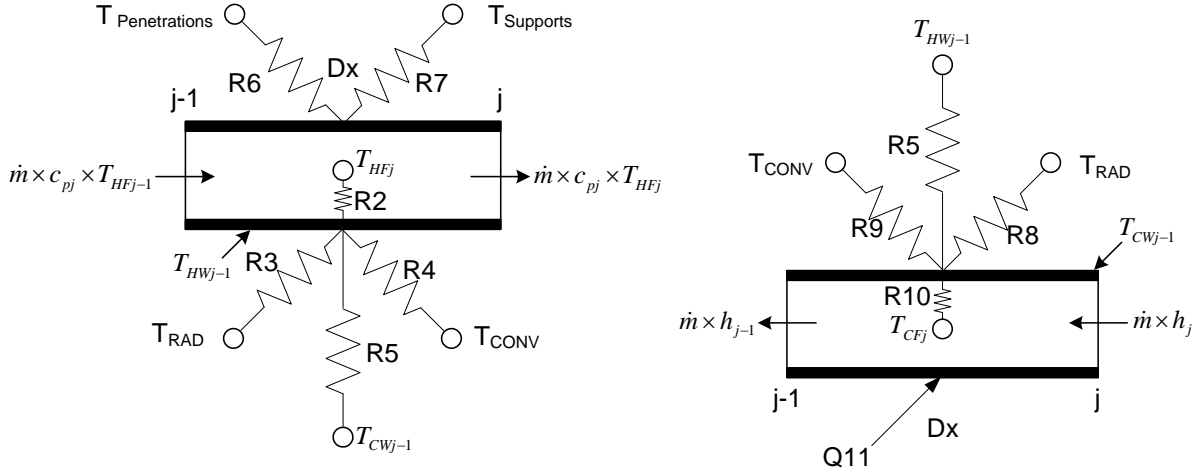 T Penetrations
T Supports
R6
Dx
R7
j-1
j
ṁ × c_pj × T_HFj−1
T_HFj
R2
ṁ × c_pj × T_HFj
T_HWj−1
R3
R4
T_RAD
R5
T_CONV
T_CWj−1
T_HWj−1
R5
T_CONV
T_RAD
R9
R8
T_CWj−1
R10
ṁ × h_j−1
T_CFj
ṁ × h_j
j-1
j
Dx
Q11